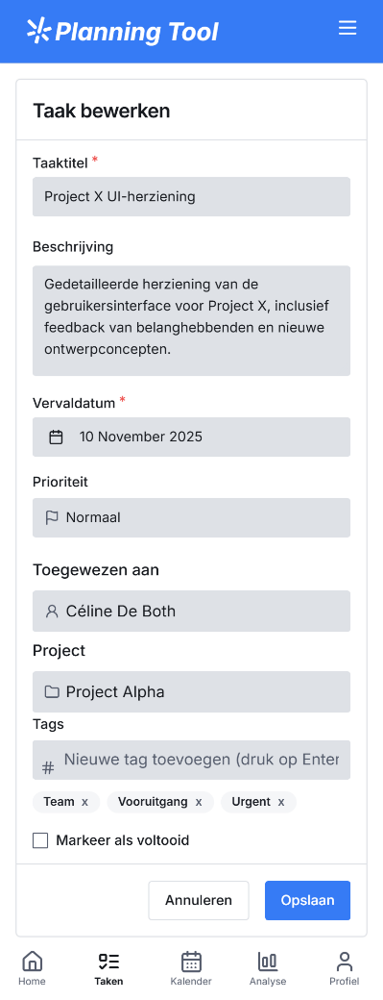 Planning Tool
Taak bewerken
Taaktitel *
Project X UI-herziening
Beschrijving
Gedetailleerde herziening van de
gebruikersinterface voor Project X, inclusief
feedback van belanghebbenden en nieuwe
ontwerpconcepten.
Vervaldatum *
10 November 2025
Prioriteit
Normaal
Toegewezen aan
Céline De Both
Project
Project Alpha
Tags
# Nieuwe tag toevoegen (druk op Enter
Team x Vooruitgang x Urgent x
Markeer als voltooid
Annuleren Opslaan
Home Taken Kalender Analyse Profiel